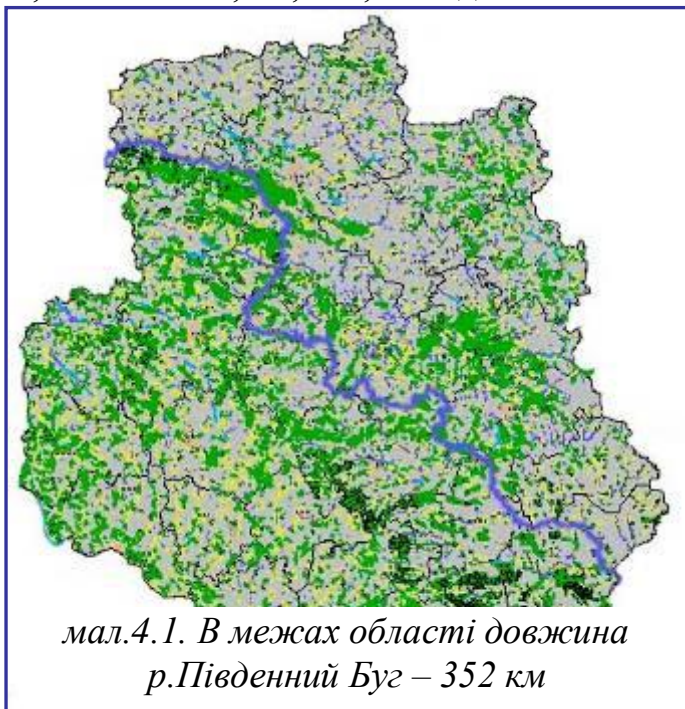 мал.4.1. В межах області довжина
р.Південний Буг – 352 км